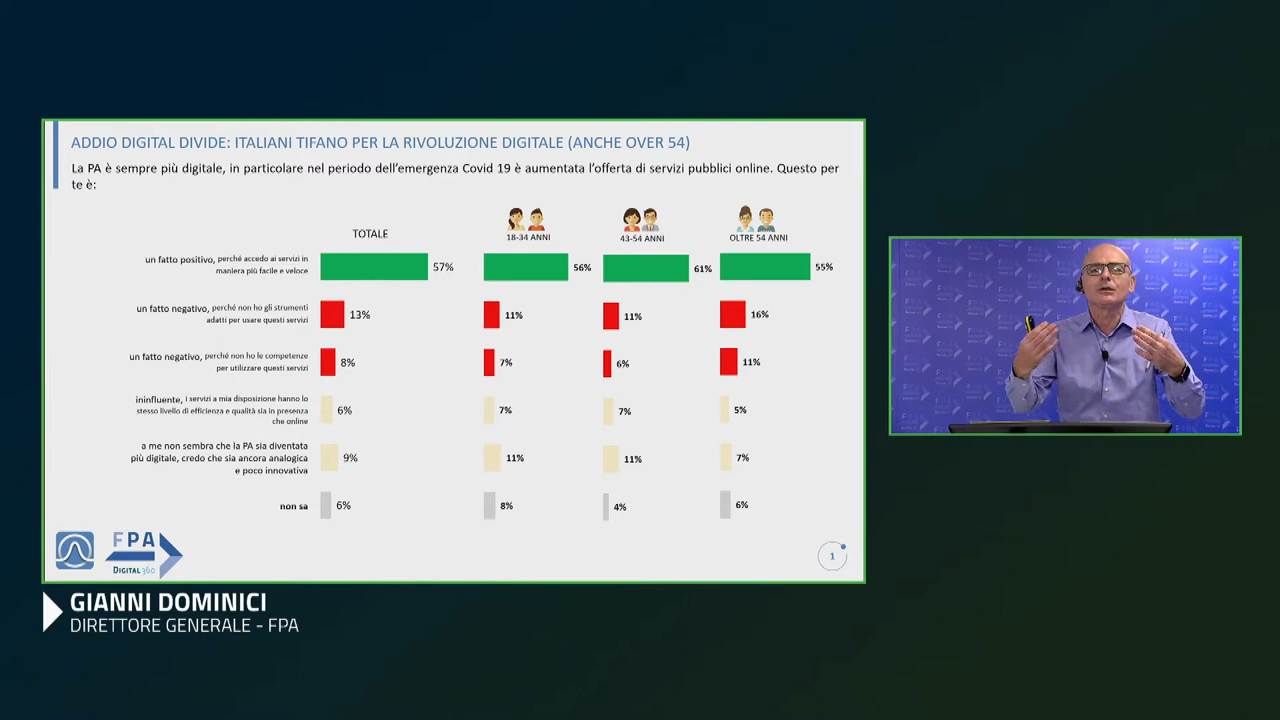 ADDIO DIGITAL DIVIDE: ITALIANI TIFANO PER LA RIVOLUZIONE DIGITALE (ANCHE OVER 54)
La PA è sempre più digitale, in particolare nel periodo dell'emergenza Covid 19 è aumentata l'offerta di servizi pubblici online. Questo per
te è:
TOTALE
18-34 ANNI
43-54 ANNI
OLTRE 54 ANNI
un fatto positivo, perché accedo ai servizi in
maniera più facile e veloce
57%
56%
61%
55%
un fatto negativo, perché non ho gli strumenti
adatti per usare questi servizi
13%
11%
11%
16%
un fatto negativo, perché non ho le competenze
per utilizzare questi servizi
8%
7%
6%
11%
ininfluente, i servizi a mia disposizione hanno lo
stesso livello di efficienza e qualità sia in presenza
che online
6%
7%
7%
5%
a me non sembra che la PA sia diventata
più digitale, credo che sia ancora analogica
e poco innovativa
9%
11%
11%
7%
non sa
6%
8%
4%
6%
FPA
DIGITAL360
1
GIANNI DOMINICI
DIRETTORE GENERALE - FPA